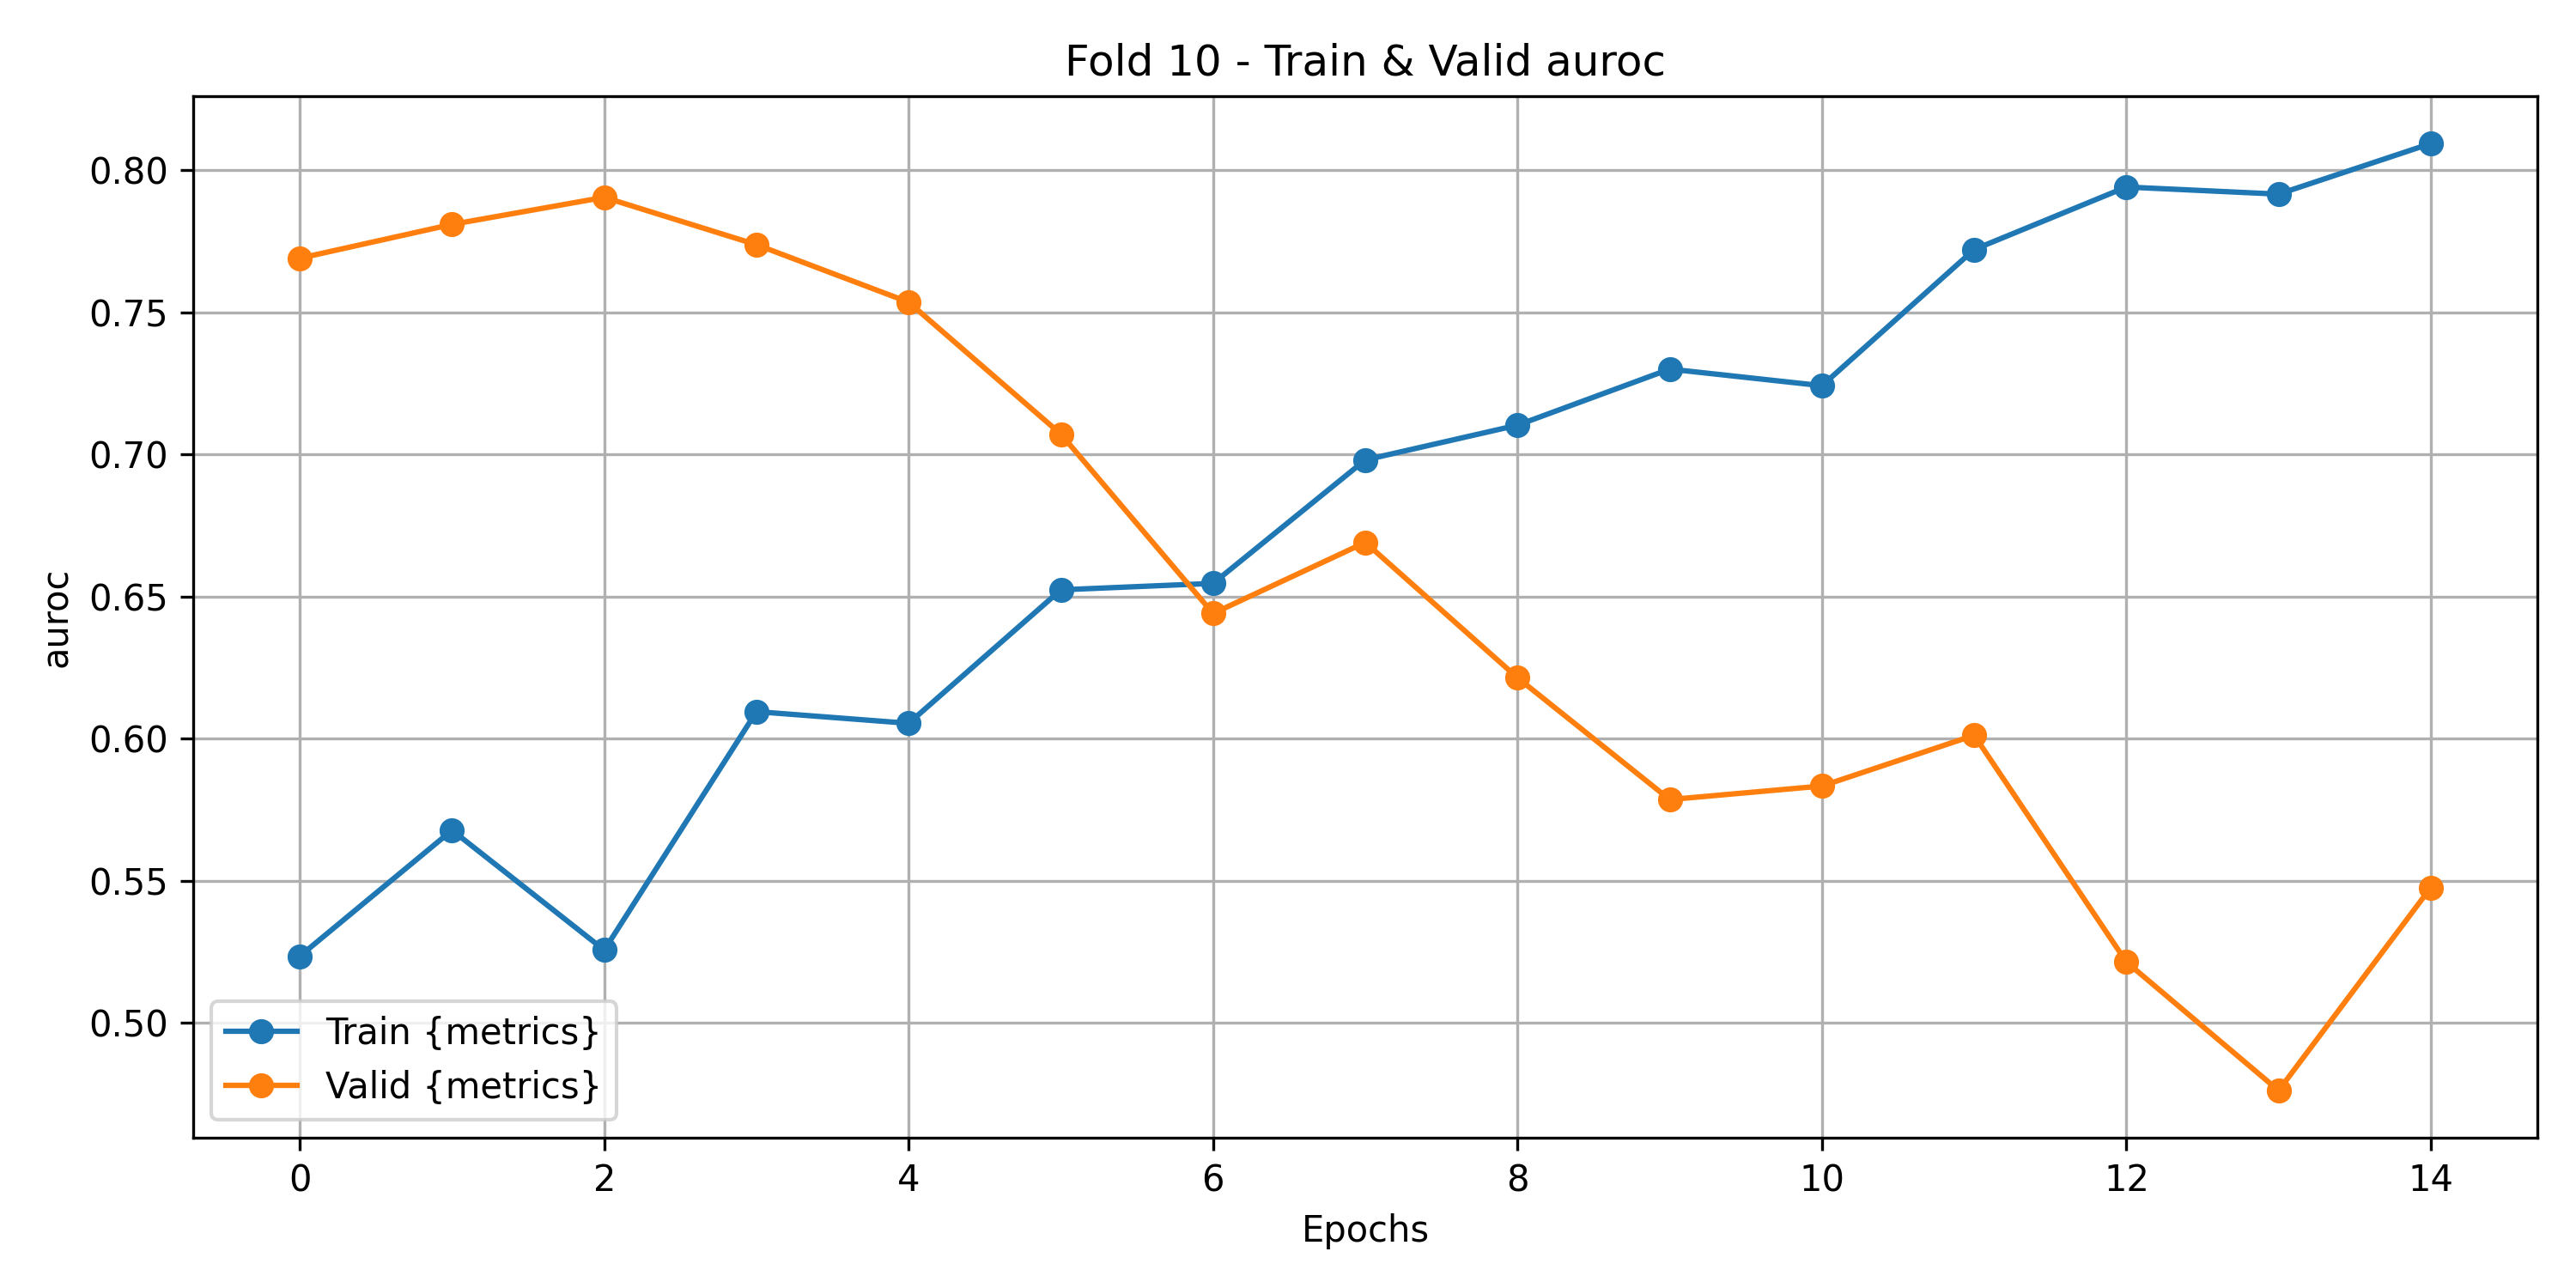 Fold 10 - Train & Valid auroc
auroc
0.80
0.75
0.70
0.65
0.60
0.55
0.50
Train {metrics}
Valid {metrics}
0 2 4 6 8 10 12 14
Epochs